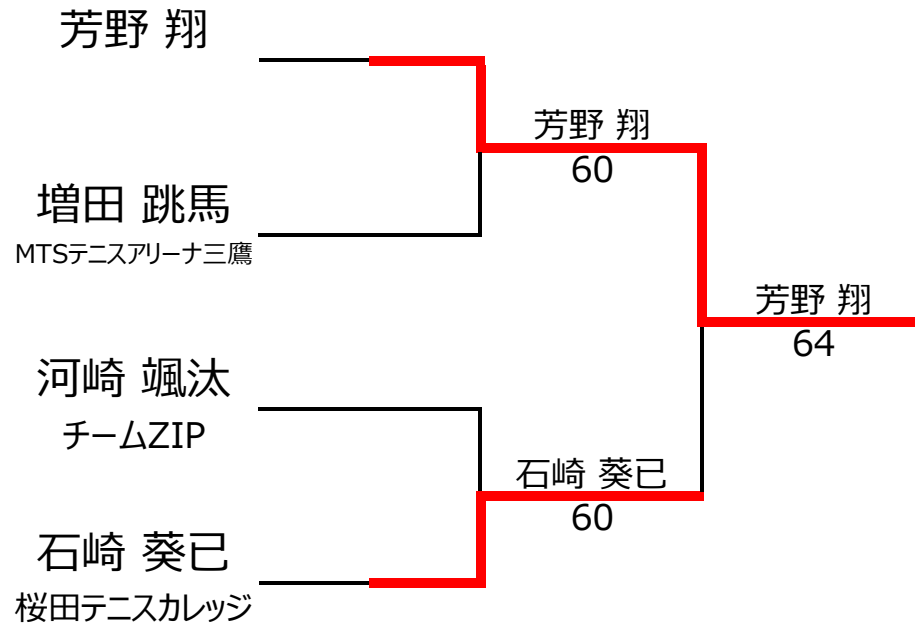 芳野 翔
芳野 翔
60
増田 跳馬
MTSテニスアリーナ三鷹
芳野 翔
64
河崎 颯汰
チームZIP
石崎 葵已
60
石崎 葵已
桜田テニスカレッジ